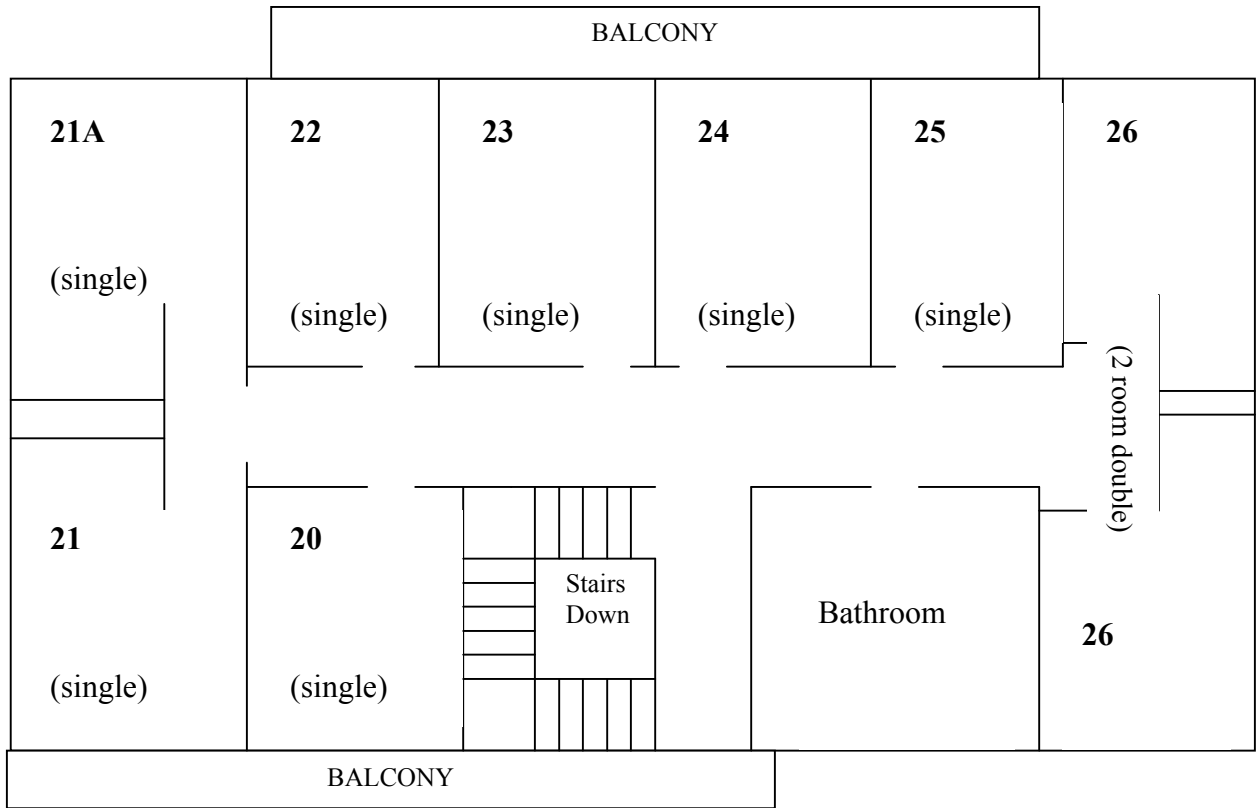 BALCONY
21A
22
23
24
25
26
(single)
(single)
(single)
(single)
(single)
(2 room double)
21
20
Stairs
Down
Bathroom
26
(single)
(single)
BALCONY